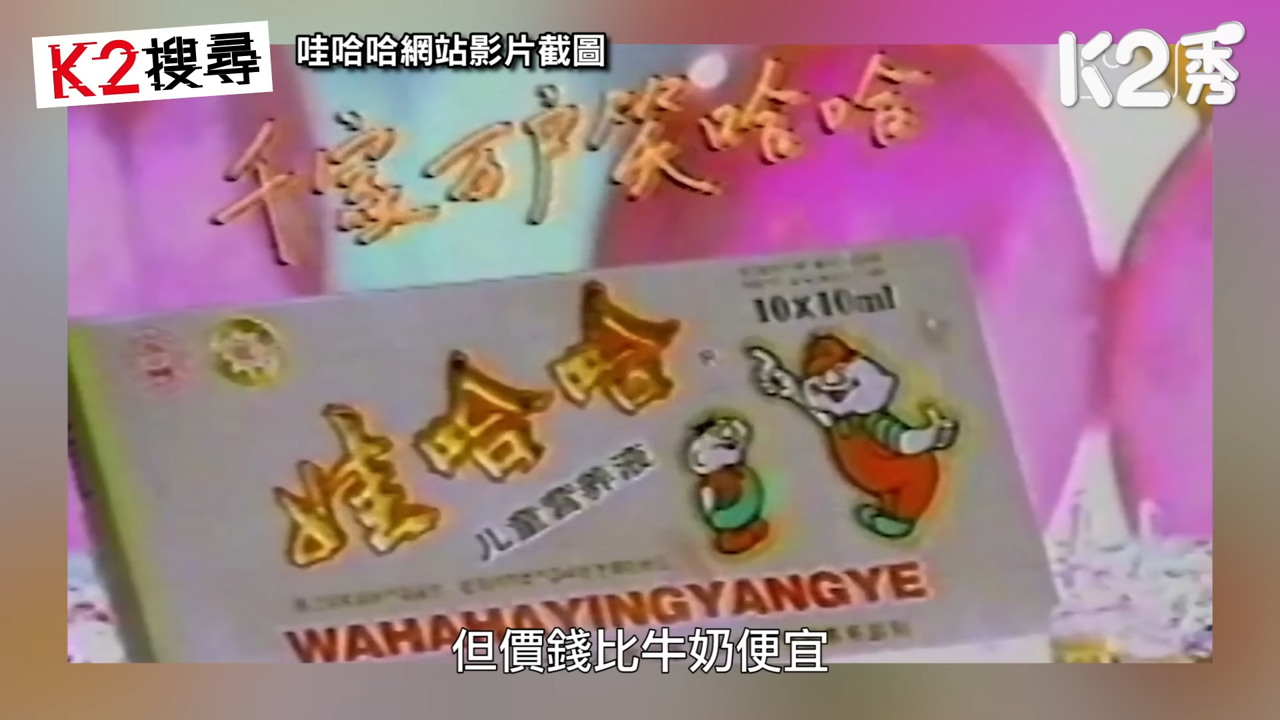 K2搜尋
哇哈哈網站影片截圖
K2秀
千家万户笑哈哈
10x10ml
娃哈哈
儿童营养液
WAHAHAYINGYANGYE
但價錢比牛奶便宜